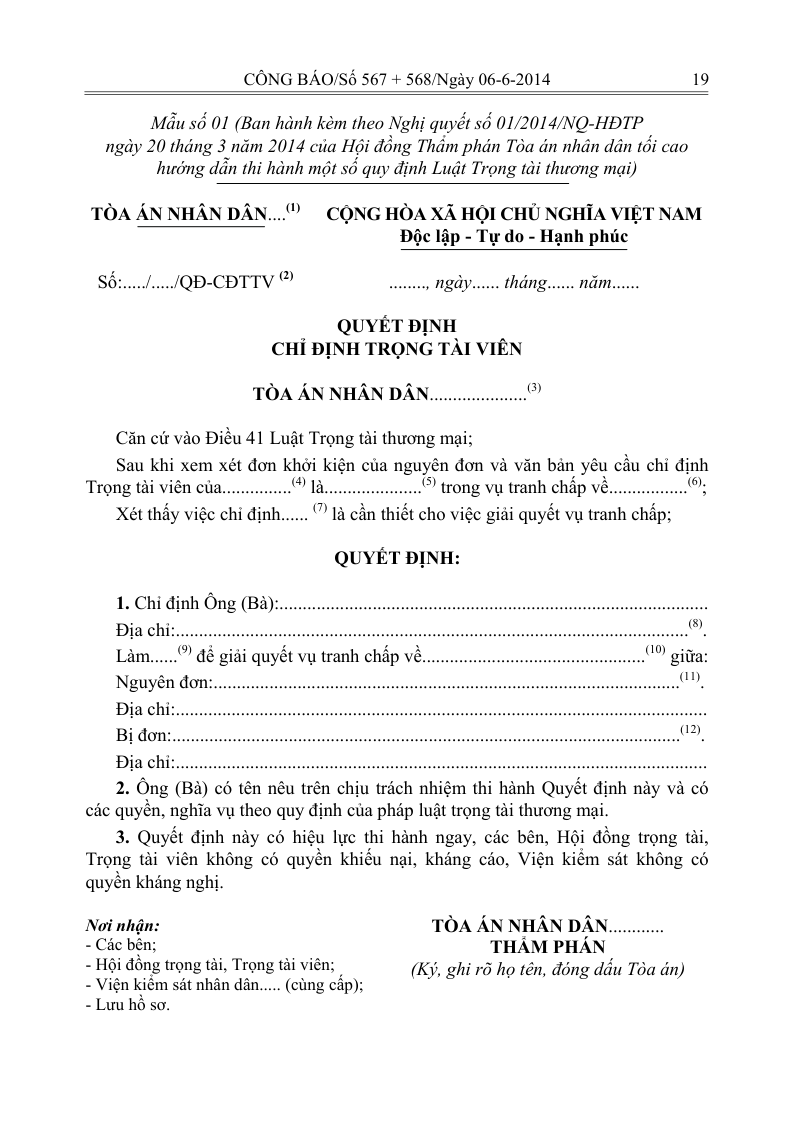 CÔNG BÁO/Số 567 + 568/Ngày 06-6-2014 19
Mẫu số 01 (Ban hành kèm theo Nghị quyết số 01/2014/NQ-HĐTP
ngày 20 tháng 3 năm 2014 của Hội đồng Thẩm phán Tòa án nhân dân tối cao
hướng dẫn thi hành một số quy định Luật Trọng tài thương mại)
TÒA ÁN NHÂN DÂN....(1) CỘNG HÒA XÃ HỘI CHỦ NGHĨA VIỆT NAM
Độc lập - Tự do - Hạnh phúc
Số:...../...../QĐ-CĐTTV (2) ........, ngày...... tháng...... năm......
QUYẾT ĐỊNH
CHỈ ĐỊNH TRỌNG TÀI VIÊN
TÒA ÁN NHÂN DÂN.....................(3)
Căn cứ vào Điều 41 Luật Trọng tài thương mại;
Sau khi xem xét đơn khởi kiện của nguyên đơn và văn bản yêu cầu chỉ định
Trọng tài viên của...............(4) là.....................(5) trong vụ tranh chấp về.................(6);
Xét thấy việc chỉ định...... (7) là cần thiết cho việc giải quyết vụ tranh chấp;
QUYẾT ĐỊNH:
1. Chỉ định Ông (Bà):............................................................................................
Địa chỉ:..............................................................................................................(8).
Làm......(9) để giải quyết vụ tranh chấp về................................................(10) giữa:
Nguyên đơn:....................................................................................................(11).
Địa chỉ:..................................................................................................................
Bị đơn:.............................................................................................................(12).
Địa chỉ:..................................................................................................................
2. Ông (Bà) có tên nêu trên chịu trách nhiệm thi hành Quyết định này và có
các quyền, nghĩa vụ theo quy định của pháp luật trọng tài thương mại.
3. Quyết định này có hiệu lực thi hành ngay, các bên, Hội đồng trọng tài,
Trọng tài viên không có quyền khiếu nại, kháng cáo, Viện kiểm sát không có
quyền kháng nghị.
Nơi nhận:
- Các bên;
- Hội đồng trọng tài, Trọng tài viên;
- Viện kiểm sát nhân dân..... (cùng cấp);
- Lưu hồ sơ.
TÒA ÁN NHÂN DÂN............
THẨM PHÁN
(Ký, ghi rõ họ tên, đóng dấu Tòa án)